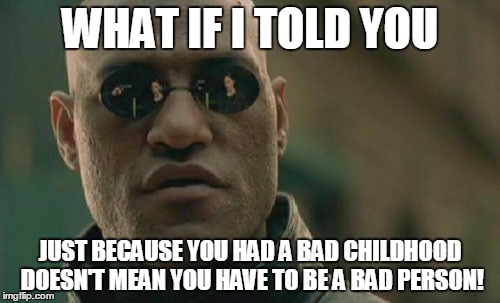 WHAT IF I TOLD YOU
JUST BECAUSE YOU HAD A BAD CHILDHOOD
DOESN'T MEAN YOU HAVE TO BE A BAD PERSON!
imgflip.com